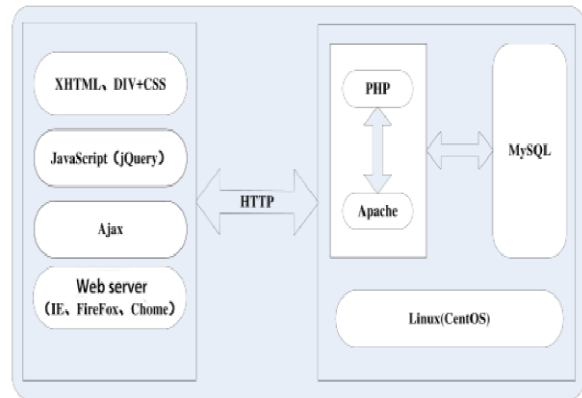 XHTML、DIV+CSS
JavaScript（jQuery）
Ajax
Web server
（IE、FireFox、Chome）
HTTP
PHP
Apache
MySQL
Linux(CentOS)